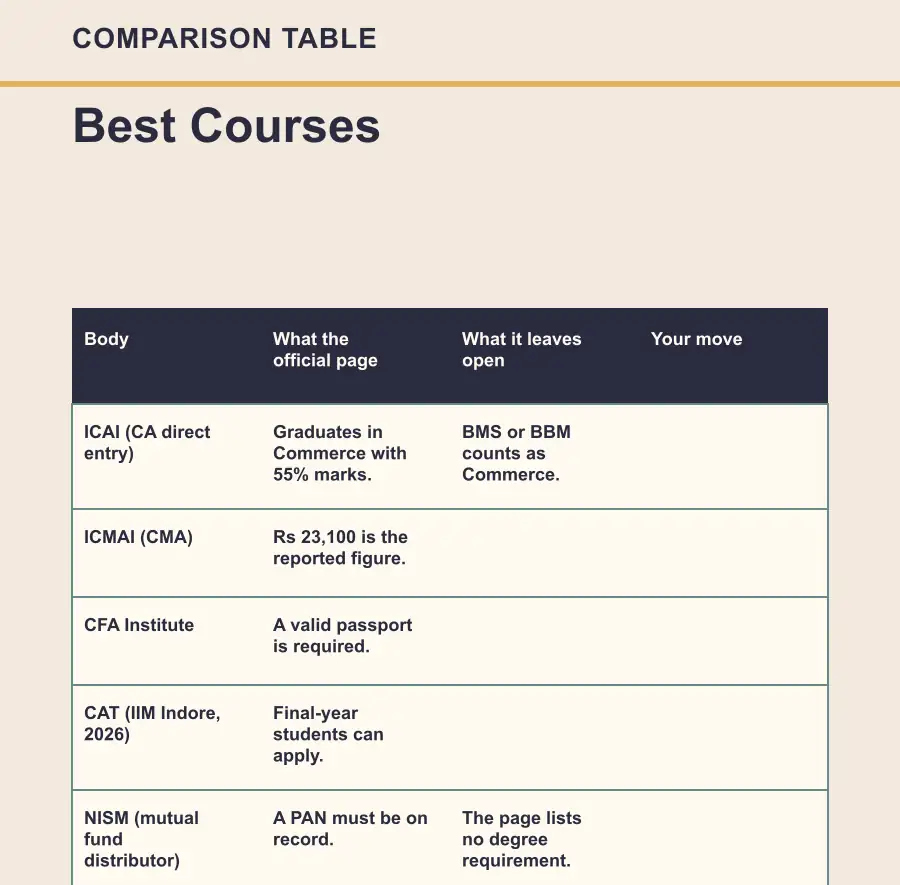 COMPARISON TABLE
Best Courses
Body
What the
official page
What it leaves
open
Your move
ICAI (CA direct
entry)
Graduates in
Commerce with
55% marks.
BMS or BBM
counts as
Commerce.
ICMAI (CMA)
Rs 23,100 is the
reported figure.
CFA Institute
A valid passport
is required.
CAT (IIM Indore,
2026)
Final-year
students can
apply.
NISM (mutual
fund
distributor)
A PAN must be on
record.
The page lists
no degree
requirement.